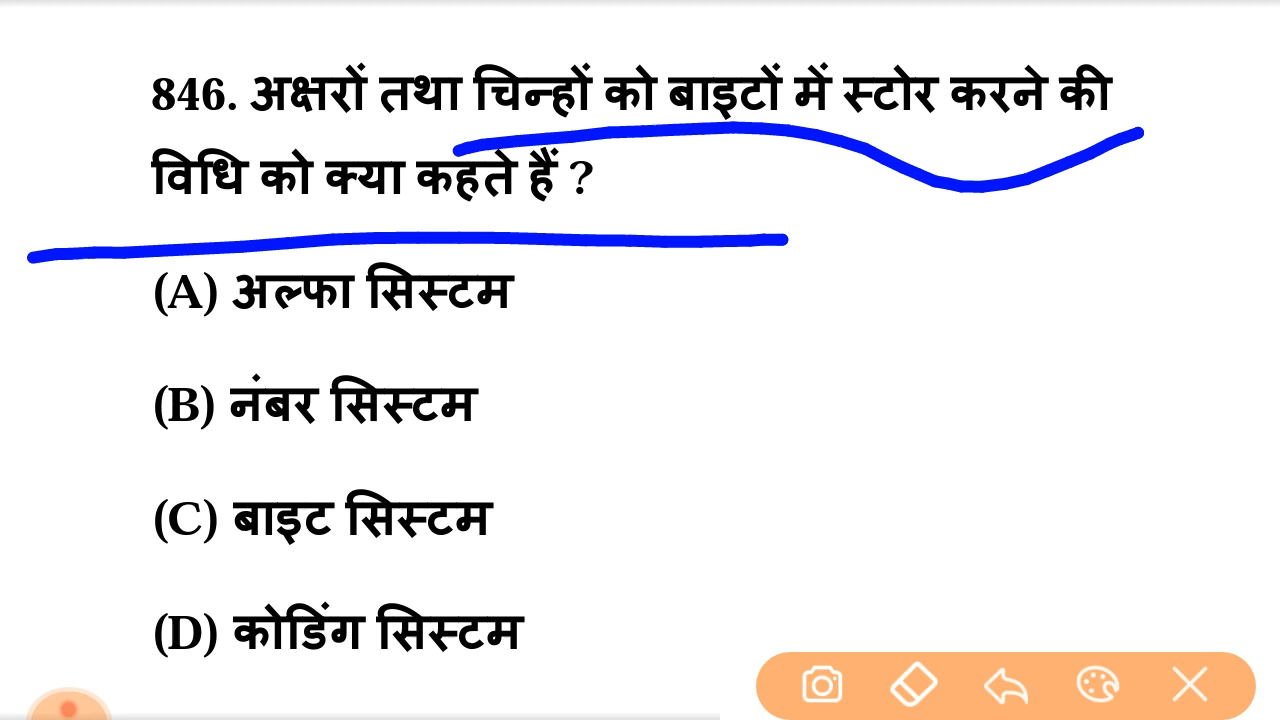 846. अक्षरों तथा चिन्हों को बाइटों में स्टोर करने की
विधि को क्या कहते हैं ?
(A) अल्फा सिस्टम
(B) नंबर सिस्टम
(C) बाइट सिस्टम
(D) कोडिंग सिस्टम